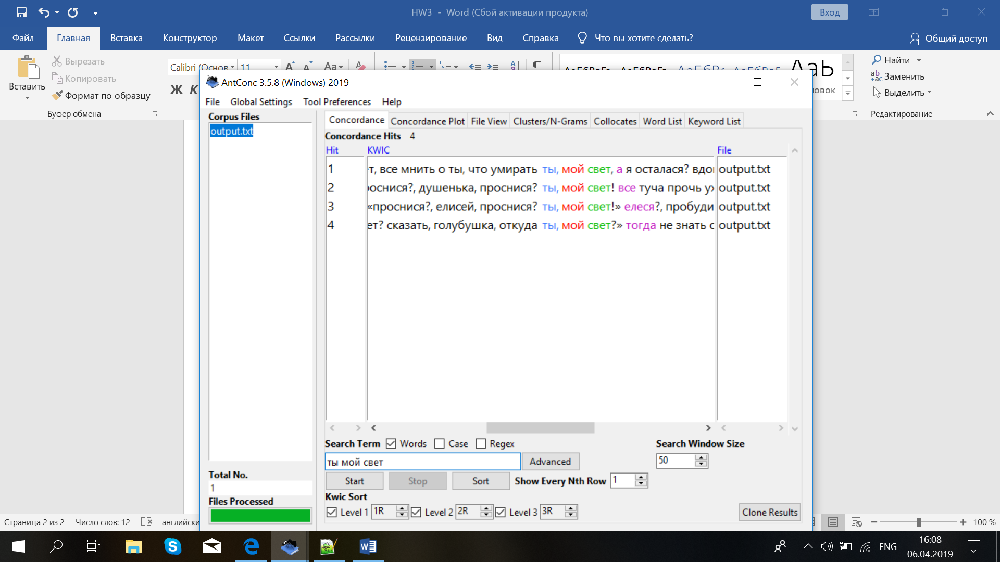 HW3 - Word (Сбой активации продукта)
Вход
Файл Главная Вставка Конструктор Макет Ссылки Рассылки Рецензирование Вид Справка Что вы хотите сделать? Общий доступ
Вставить
Вырезать
Копировать
Формат по образцу
Буфер обмена
Calibri (Основ 11
Ж К
Найти
Заменить
Выделить
Редактирование
AntConc 3.5.8 (Windows) 2019
File Global Settings Tool Preferences Help
Corpus Files
output.txt
Concordance Concordance Plot File View Clusters/N-Grams Collocates Word List Keyword List
Concordance Hits 4
Hit KWIC File
1 т, все мнить о ты, что умирать ты, мой свет, а я осталася? вдо output.txt
2 оснися?, душенька, проснися? ты, мой свет! все туча прочь у output.txt
3 «проснися?, елисей, проснися? ты, мой свет!» елеся?, пробуди output.txt
4 ет? сказать, голубушка, откуда ты, мой свет?» тогда не знать с output.txt
Search Term Words Case Regex Search Window Size
ты мой свет Advanced 50
Start Stop Sort Show Every Nth Row 1
Kwic Sort
Level 1 1R Level 2 2R Level 3 3R Clone Results
Total No.
1
Files Processed
Страница 2 из 2 Число слов: 12 английски 100 %
ENG
16:08
06.04.2019